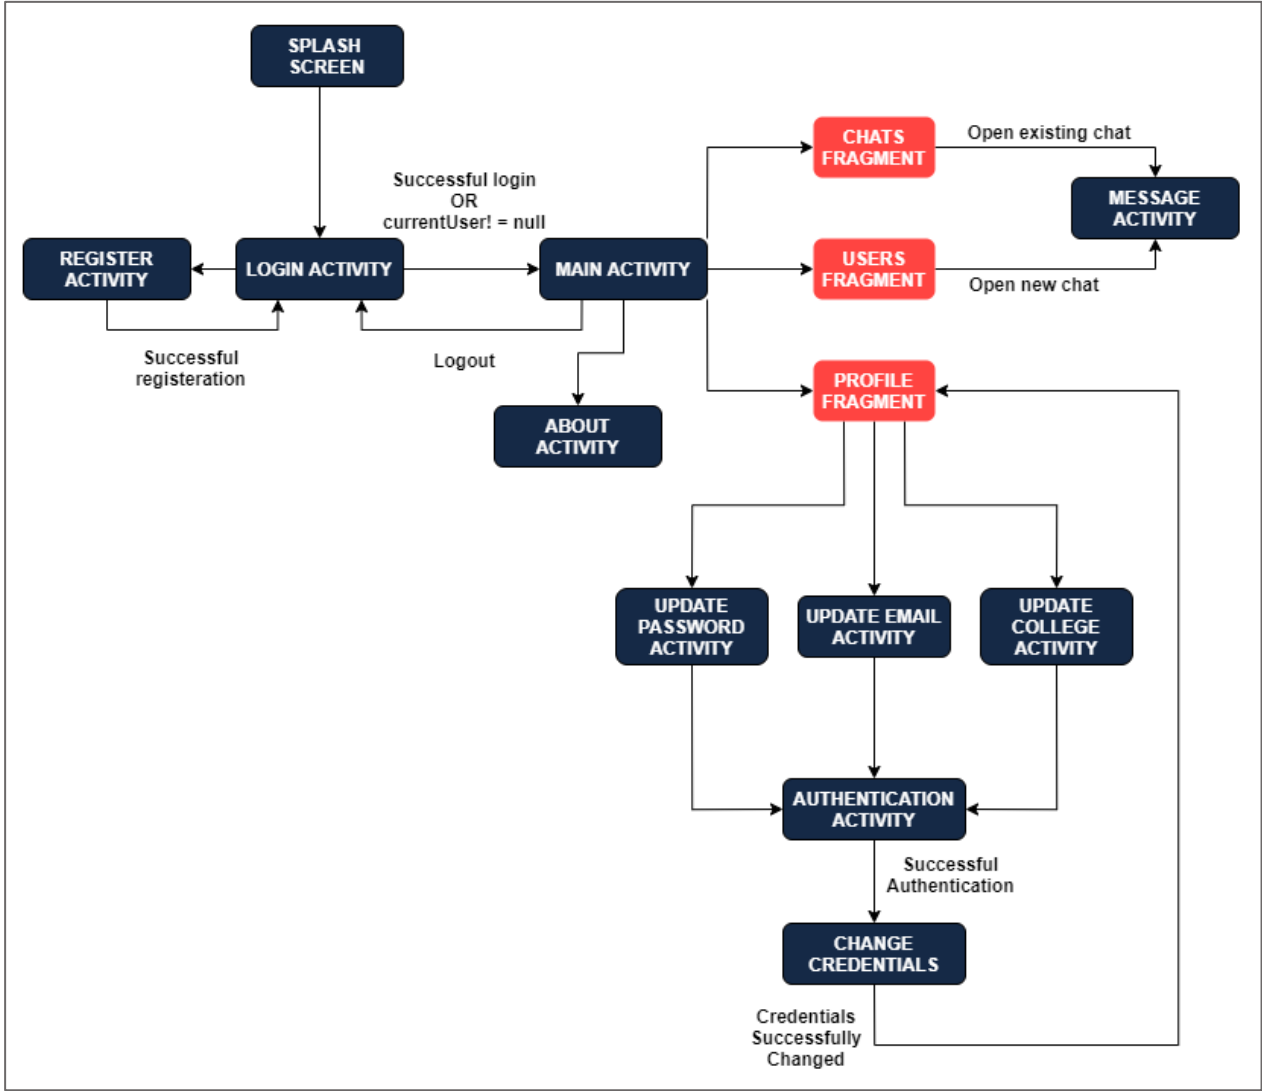 SPLASH
SCREEN
Successful login
OR
currentUser! = null
CHATS
FRAGMENT
Open existing chat
MESSAGE
ACTIVITY
REGISTER
ACTIVITY
LOGIN ACTIVITY
MAIN ACTIVITY
USERS
FRAGMENT
Open new chat
Successful
registeration
Logout
PROFILE
FRAGMENT
ABOUT
ACTIVITY
UPDATE
PASSWORD
ACTIVITY
UPDATE EMAIL
ACTIVITY
UPDATE
COLLEGE
ACTIVITY
AUTHENTICATION
ACTIVITY
Successful
Authentication
CHANGE
CREDENTIALS
Credentials
Successfully
Changed